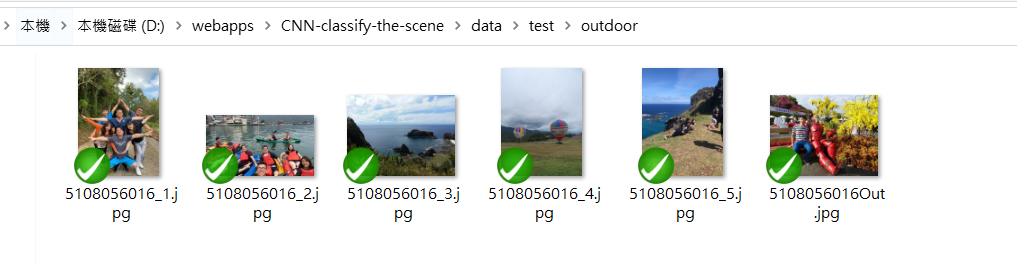 本機 > 本機磁碟 (D:) > webapps > CNN-classify-the-scene > data > test > outdoor
5108056016_1.j
pg
5108056016_2.j
pg
5108056016_3.j
pg
5108056016_4.j
pg
5108056016_5.j
pg
5108056016Out
.jpg